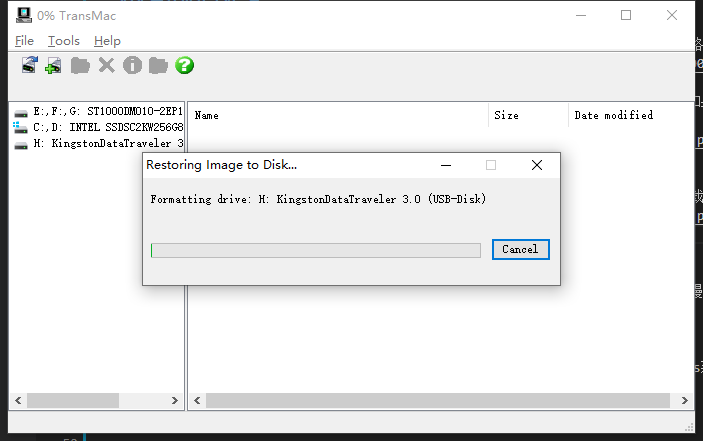 0% TransMac
File Tools Help
E:,F:,G: ST1000DM010-2EP1
C:,D: INTEL SSDSC2KW256G8
H: KingstonDataTraveler 3
Name Size Date modified
Restoring Image to Disk...
Formatting drive: H: KingstonDataTraveler 3.0 (USB-Disk)
Cancel